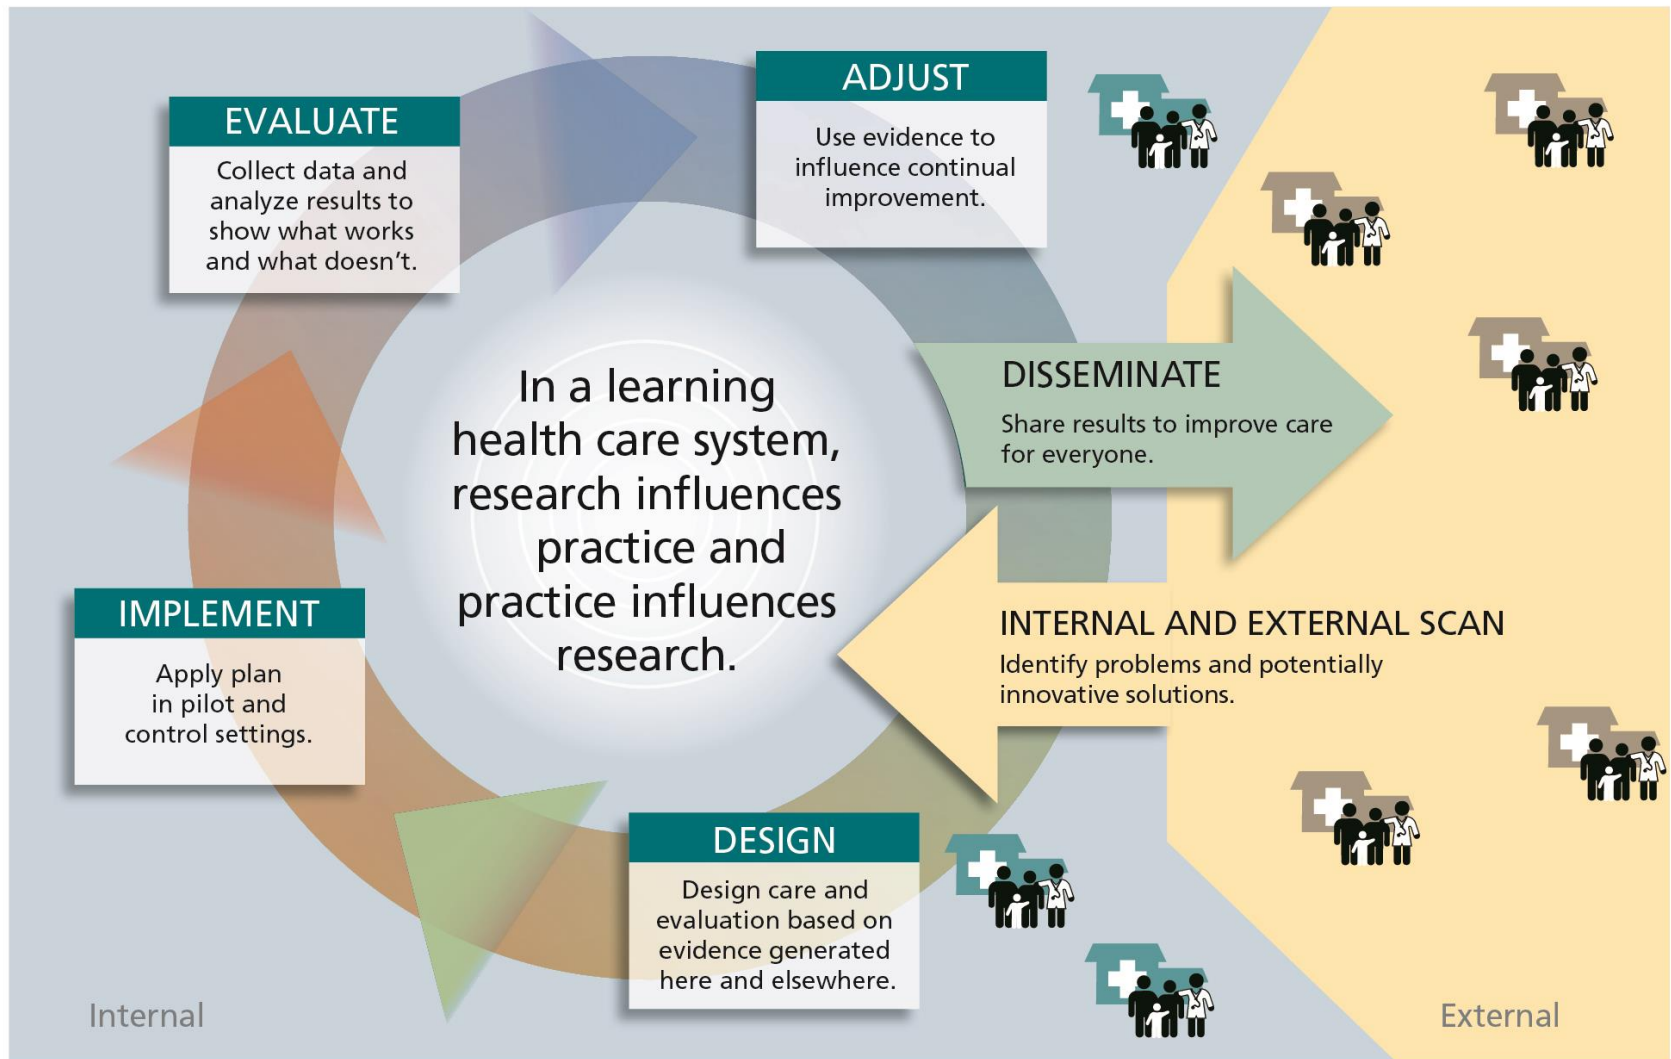 EVALUATE
Collect data and
analyze results to
show what works
and what doesn’t.
ADJUST
Use evidence to
influence continual
improvement.
In a learning
health care system,
research influences
practice and
practice influences
research.
DISSEMINATE
Share results to improve care
for everyone.
INTERNAL AND EXTERNAL SCAN
Identify problems and potentially
innovative solutions.
IMPLEMENT
Apply plan
in pilot and
control settings.
DESIGN
Design care and
evaluation based on
evidence generated
here and elsewhere.
Internal
External